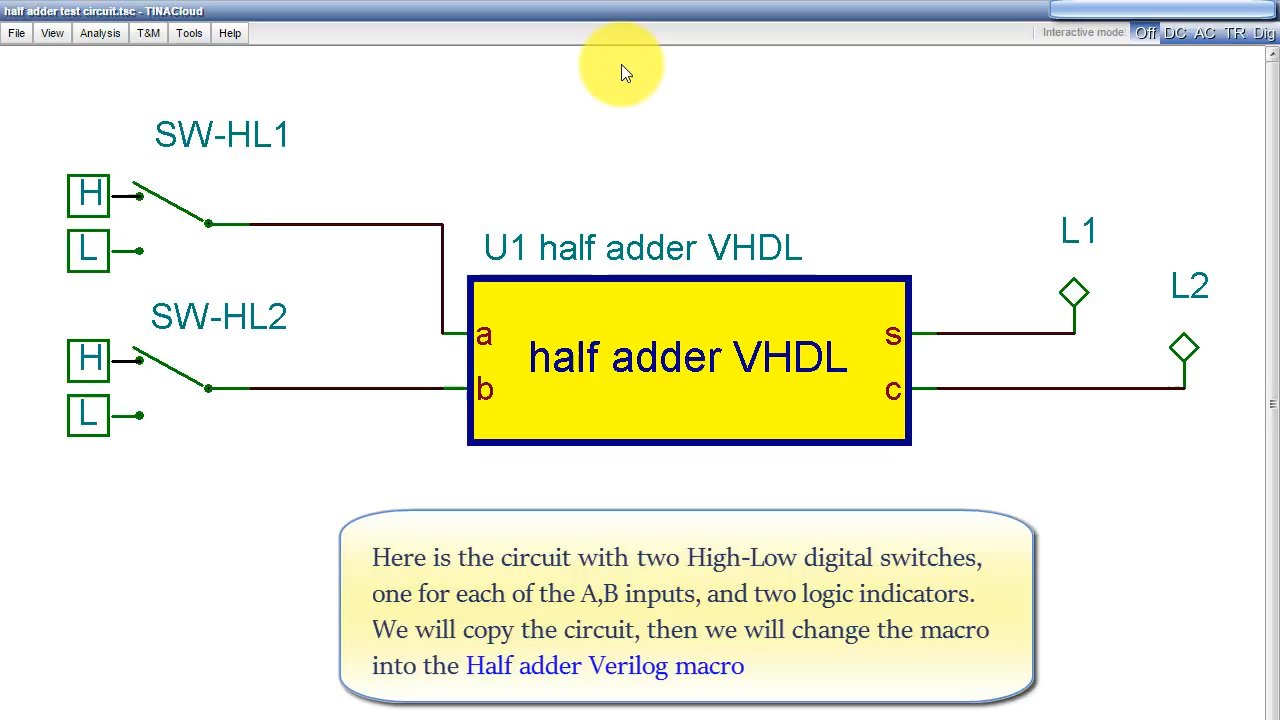 half adder test circuit.tsc - TINACloud
File View Analysis T&M Tools Help Interactive mode: Off DC AC TR Dig
SW-HL1
H
L
SW-HL2
H
L
U1 half adder VHDL
a
b
half adder VHDL
s
c
L1
L2
Here is the circuit with two High-Low digital switches,
one for each of the A,B inputs, and two logic indicators.
We will copy the circuit, then we will change the macro
into the Half adder Verilog macro